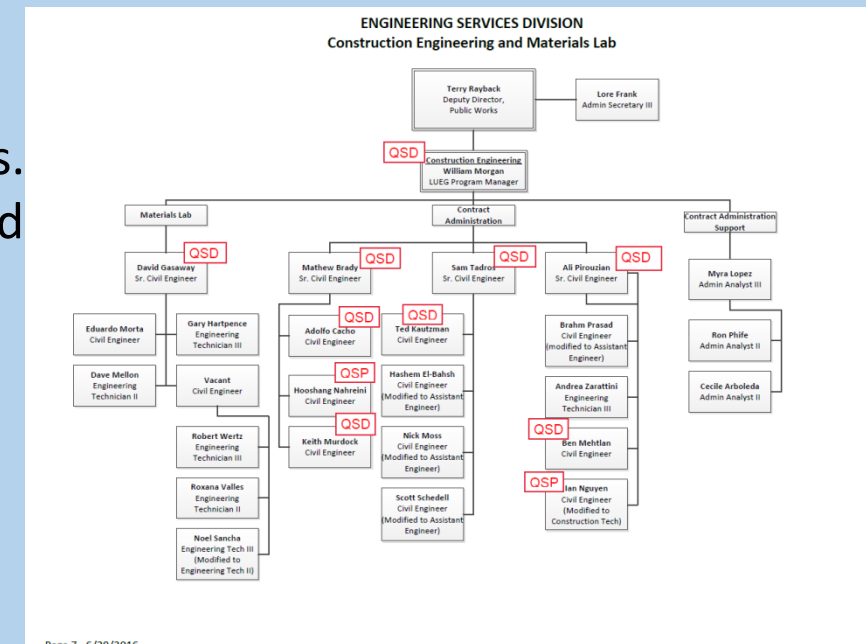 ENGINEERING SERVICES DIVISION
Construction Engineering and Materials Lab
s.
d
Terry Rayback
Deputy Director,
Public Works
Lore Frank
Admin Secretary III
QSD
Construction Engineering
William Morgan
LUEG Program Manager
Materials Lab
Contract
Administration
Contract Administration
Support
QSD
David Gasaway
Sr. Civil Engineer
Eduardo Morta
Civil Engineer
Gary Hartpence
Engineering
Technician III
Dave Mellon
Engineering
Technician II
Vacant
Civil Engineer
Robert Wertz
Engineering
Technician III
Roxana Valles
Engineering
Technician II
Noel Sancha
Engineering Tech III
(Modified to
Engineering Tech II)
QSD
Mathew Brady
Sr. Civil Engineer
QSD
Adolfo Cacho
Civil Engineer
QSP
Hooshang Nahreini
Civil Engineer
QSD
Keith Murdock
Civil Engineer
QSD
Sam Tadros
Sr. Civil Engineer
QSD
Ted Kautzman
Civil Engineer
Hashem El-Bahsh
Civil Engineer
(Modified to Assistant
Engineer)
Nick Moss
Civil Engineer
(Modified to Assistant
Engineer)
Scott Schedell
Civil Engineer
(Modified to Assistant
Engineer)
QSD
Ali Pirouzian
Sr. Civil Engineer
Brahm Prasad
Civil Engineer
(modified to Assistant
Engineer)
Andrea Zarattini
Engineering
Technician III
QSD
Ben Mehtlan
Civil Engineer
QSP
Nguyen
Civil Engineer
(Modified to
Construction Tech)
Myra Lopez
Admin Analyst III
Ron Phife
Admin Analyst II
Cecile Arboleda
Admin Analyst II